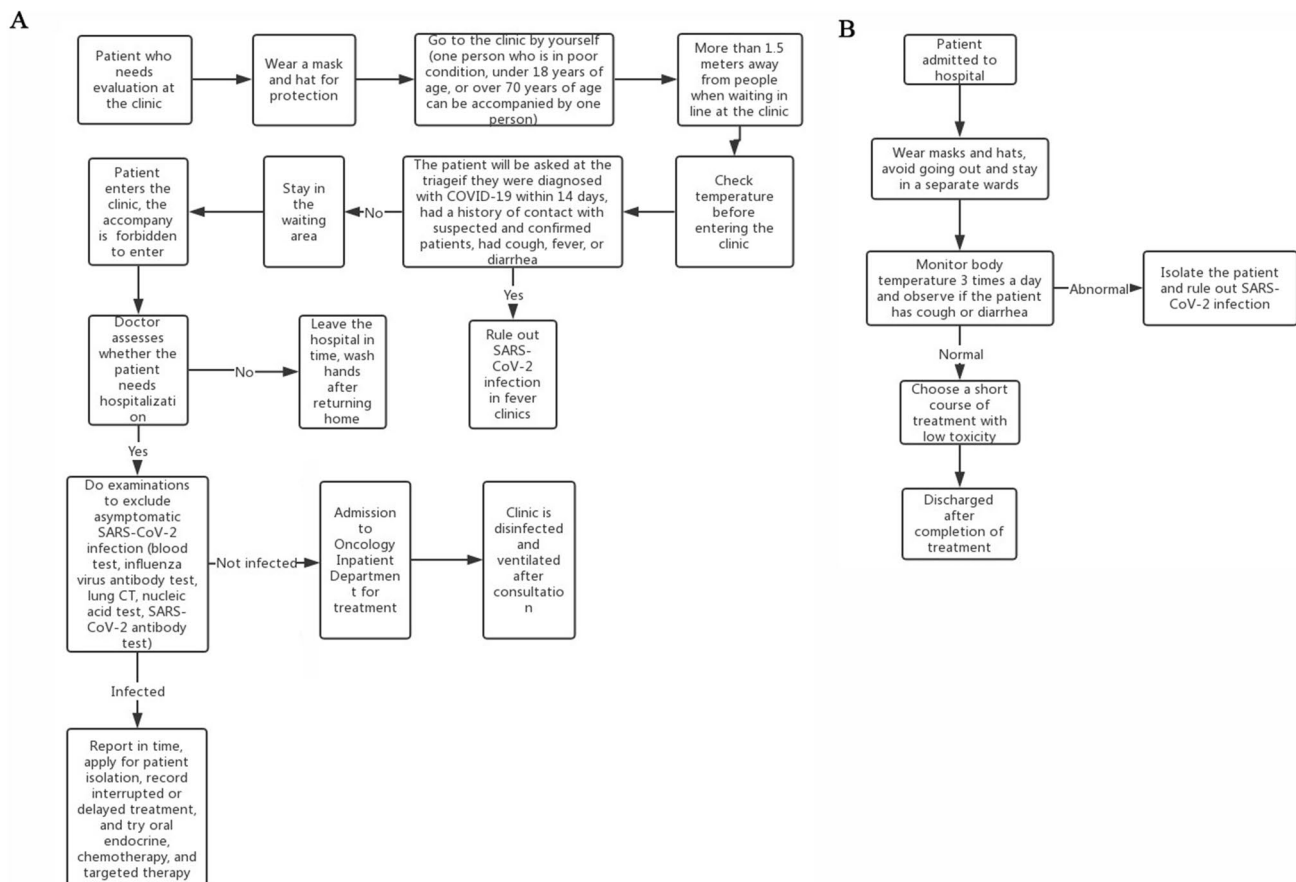 A
Patient who
needs
evaluation at
the clinic
Wear a mask
and hat for
protection
Go to the clinic by yourself
(one person who is in poor
condition, under 18 years of
age, or over 70 years of age
can be accompanied by one
person)
More than 1.5
meters away
from people
when waiting in
line at the clinic
Check
temperature
before
entering the
clinic
The patient will be asked at the
triageif they were diagnosed
with COVID-19 within 14 days,
had a history of contact with
suspected and confirmed
patients, had cough, fever, or
diarrhea
No
Stay in
the
waiting
area
Patient
enters the
clinic, the
accompany
is forbidden
to enter
Yes
Rule out
SARS-
CoV-2
infection
in fever
clinics
Doctor
assesses
whether the
patient
needs
hospitalizati
on
No
Leave the
hospital in
time, wash
hands
after
returning
home
Yes
Do examinations
to exclude
asymptomatic
SARS-CoV-2
infection (blood
test, influenza
virus antibody test,
lung CT, nucleic
acid test, SARS-
CoV-2 antibody
test)
Not infected
Admission
to
Oncology
Inpatient
Departmen
t for
treatment
Clinic is
disinfected
and
ventilated
after
consultatio
n
Infected
Report in time,
apply for patient
isolation, record
interrupted or
delayed treatment,
and try oral
endocrine,
chemotherapy, and
targeted therapy
B
Patient
admitted to
hospital
Wear masks and hats,
avoid going out and stay
in a separate wards
Monitor body
temperature 3 times a day
and observe if the patient
has cough or diarrhea
Abnormal
Isolate the patient
and rule out SARS-
CoV-2 infection
Normal
Choose a short
course of
treatment with
low toxicity
Discharged
after
completion of
treatment